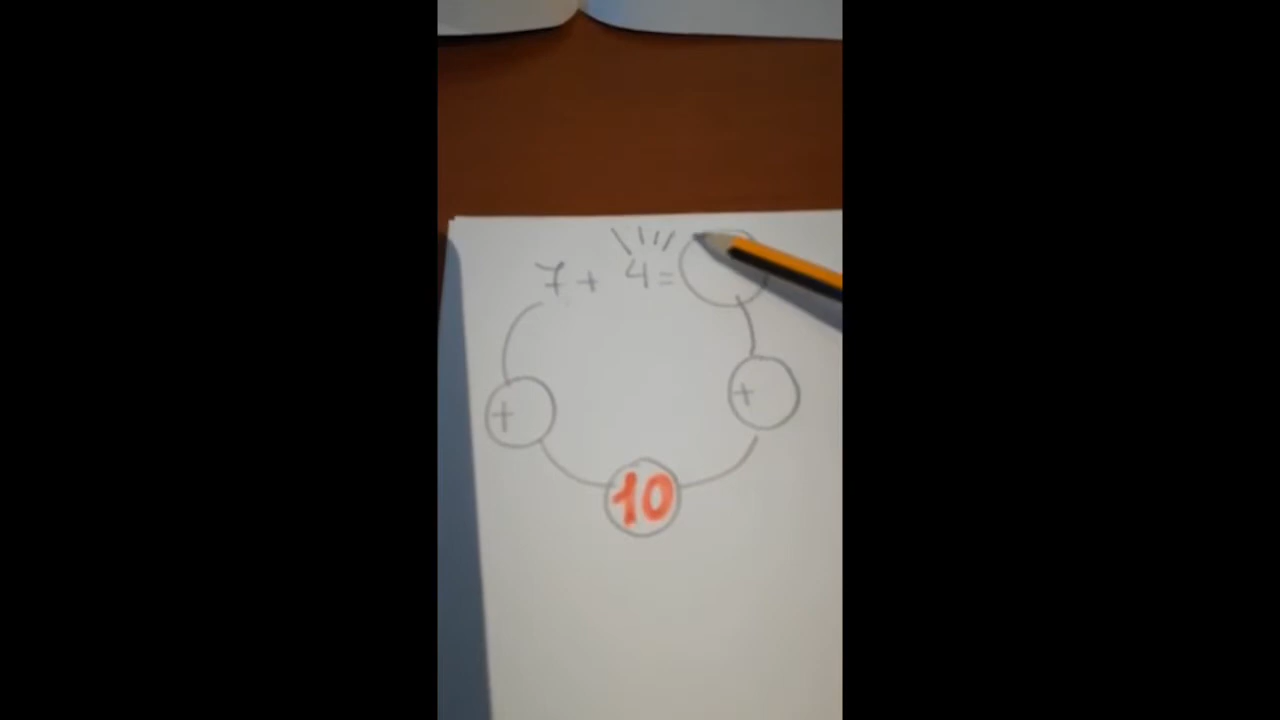 7 + 4 =
+ +
10